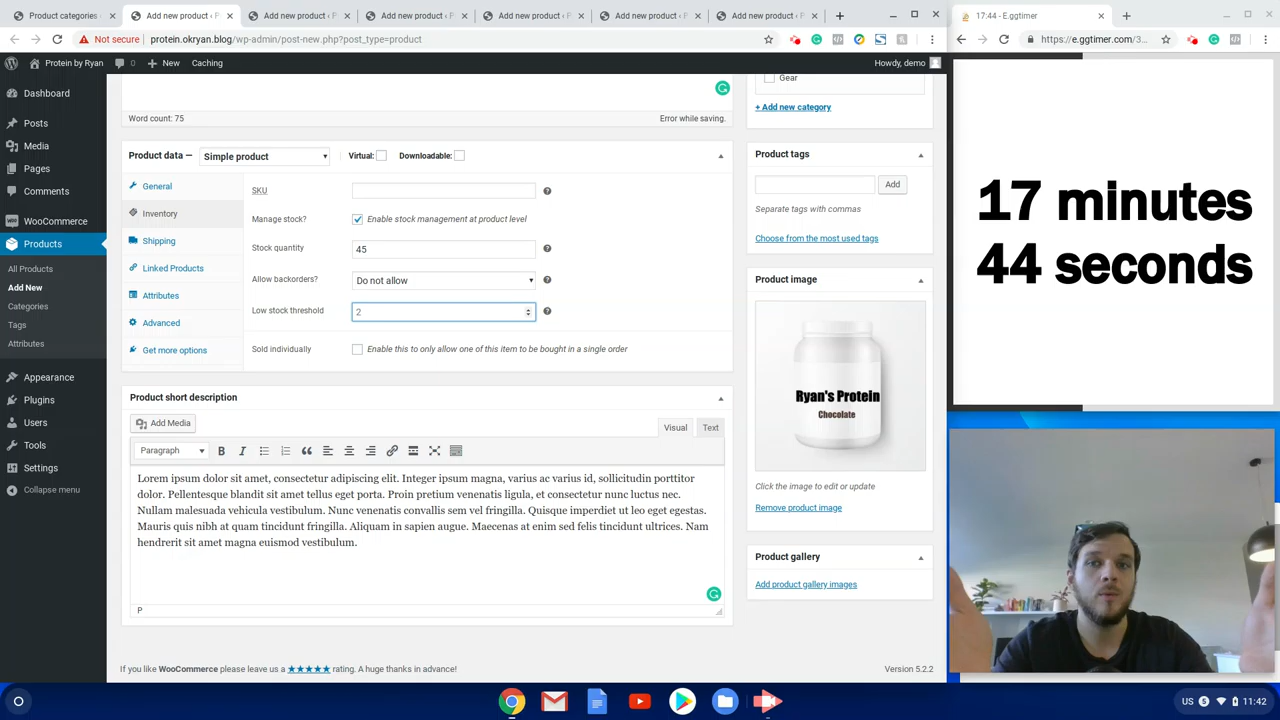 Product categories
Add new product ‹ P
Add new product ‹ P
Add new product ‹ P
Add new product ‹ P
Add new product ‹ P
Add new product ‹ P
17:44 - E.ggtimer
Not secure
protein.okryan.blog/wp-admin/post-new.php?post_type=product
https://e.ggtimer.com/3...
Protein by Ryan
0
New
Caching
Howdy, demo
Dashboard
Posts
Media
Pages
Comments
WooCommerce
Products
All Products
Add New
Categories
Tags
Attributes
Appearance
Plugins
Users
Tools
Settings
Collapse menu
Word count: 75
Error while saving.
Product data —
Simple product
Virtual:
Downloadable:
General
Inventory
Shipping
Linked Products
Attributes
Advanced
Get more options
SKU
Manage stock?
Enable stock management at product level
Stock quantity
45
Allow backorders?
Do not allow
Low stock threshold
2
Sold individually
Enable this to only allow one of this item to be bought in a single order
Product short description
Add Media
Visual
Text
Paragraph
B
I
Lorem ipsum dolor sit amet, consectetur adipiscing elit. Integer ipsum magna, varius ac varius id, sollicitudin porttitor
dolor. Pellentesque blandit sit amet tellus eget porta. Proin pretium venenatis ligula, et consectetur nunc luctus nec.
Nullam malesuada vehicula vestibulum. Nunc venenatis convallis sem vel fringilla. Quisque imperdiet ut leo eget egestas.
Mauris quis nibh at quam tincidunt fringilla. Aliquam in sapien augue. Maecenas at enim sed felis tincidunt ultrices. Nam
hendrerit sit amet magna euismod vestibulum.
P
If you like WooCommerce please leave us a ★★★★★ rating. A huge thanks in advance!
Version 5.2.2
Gear
+ Add new category
Product tags
Add
Separate tags with commas
Choose from the most used tags
Product image
Ryan's Protein
Chocolate
Click the image to edit or update
Remove product image
Product gallery
Add product gallery images
17 minutes
44 seconds
US
5
11:42